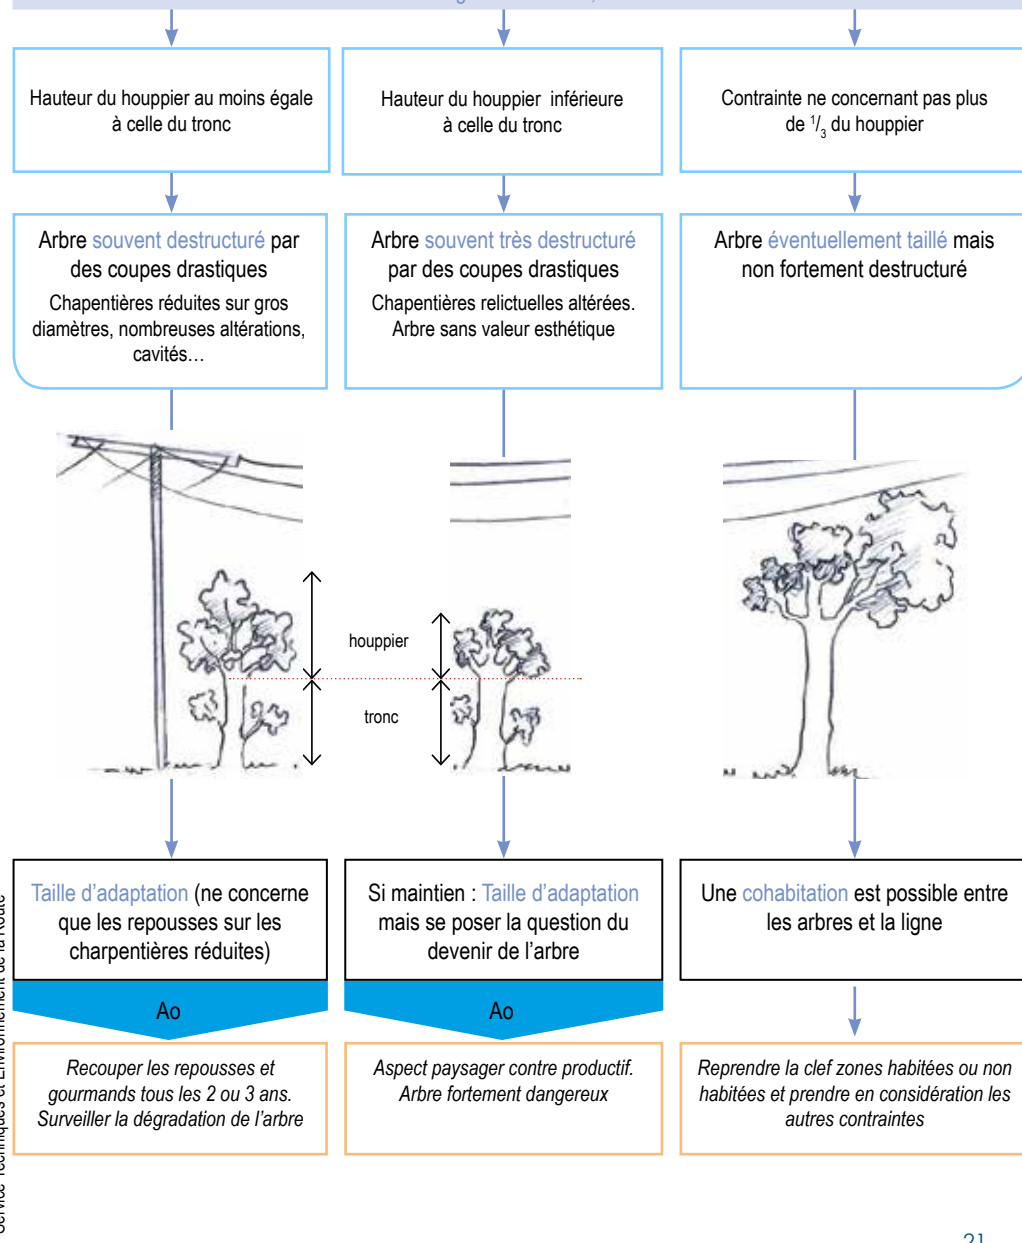 Hauteur du houppier au moins égale
à celle du tronc
Hauteur du houppier inférieure
à celle du tronc
Contrainte ne concernant pas plus
de 1/3 du houppier
Arbre souvent destructuré par
des coupes drastiques
Chapentières réduites sur gros
diamètres, nombreuses altérations,
cavités…
Arbre souvent très destructuré
par des coupes drastiques
Chapentières relictuelles altérées.
Arbre sans valeur esthétique
Arbre éventuellement taillé mais
non fortement destructuré
houppier
tronc
Taille d’adaptation (ne concerne
que les repousses sur les
charpentières réduites)
Si maintien : Taille d’adaptation
mais se poser la question du
devenir de l’arbre
Une cohabitation est possible entre
les arbres et la ligne
Ao
Ao
Recouper les repousses et
gourmands tous les 2 ou 3 ans.
Surveiller la dégradation de l’arbre
Aspect paysager contre productif.
Arbre fortement dangereux
Reprendre la clef zones habitées ou non
habitées et prendre en considération les
autres contraintes
Service Techniques et Environnement de la Route
21